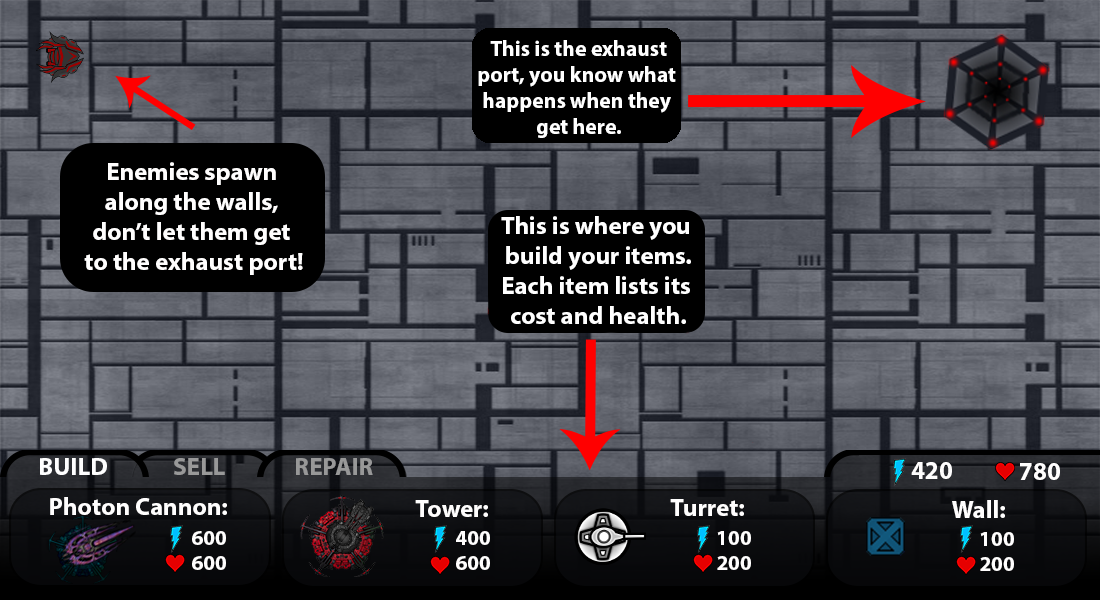 This is the exhaust
port, you know what
happens when they
get here.
Enemies spawn
along the walls,
don't let them get
to the exhaust port!
This is where you
build your items.
Each item lists its
cost and health.
BUILD
SELL
REPAIR
420
780
Photon Cannon:
600
600
Tower:
400
600
Turret:
100
200
Wall:
100
200